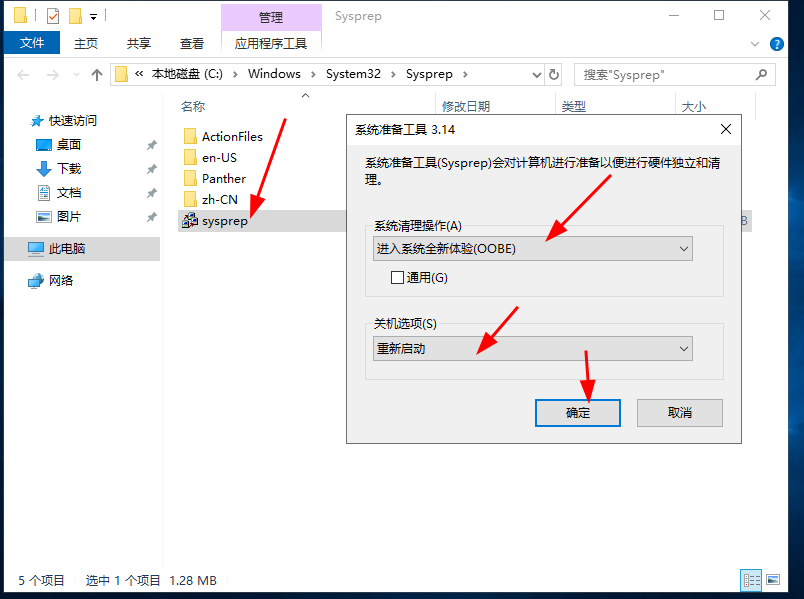 管理
Sysprep
文件
主页
共享
查看
应用程序工具
« 本地磁盘 (C:) › Windows › System32 › Sysprep ›
搜索"Sysprep"
名称
修改日期
类型
大小
快速访问
桌面
下载
文档
图片
此电脑
网络
ActionFiles
en-US
Panther
zh-CN
sysprep
B
系统准备工具 3.14
系统准备工具(Sysprep)会对计算机进行准备以便进行硬件独立和清
理。
系统清理操作(A)
进入系统全新体验(OOBE)
通用(G)
关机选项(S)
重新启动
确定
取消
5 个项目
选中 1 个项目 1.28 MB